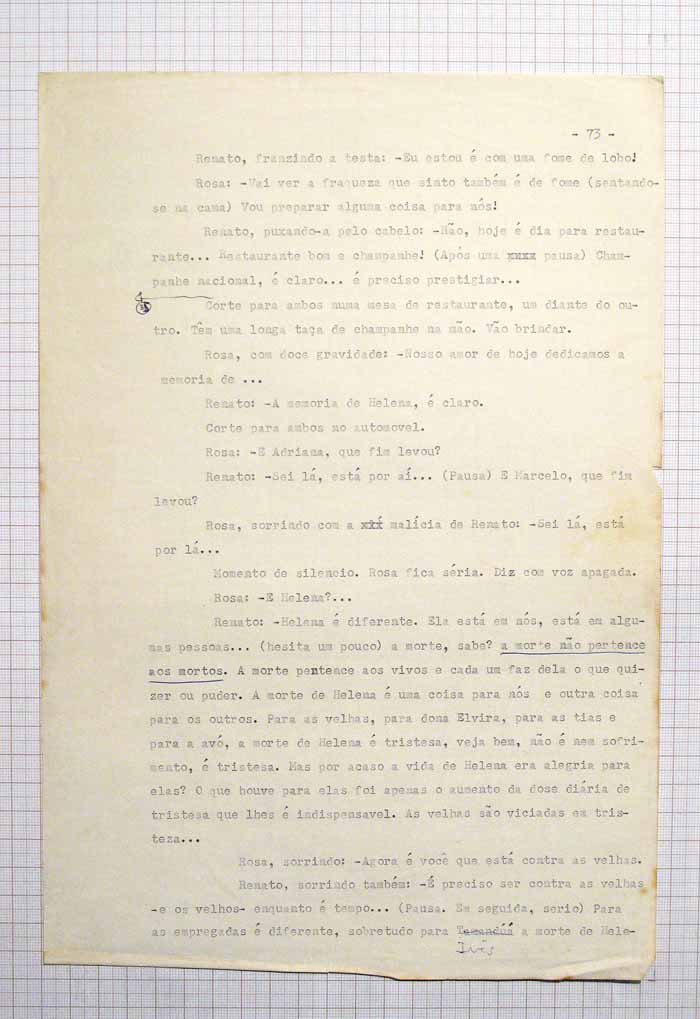 - 73 -
Renato, franzindo a testa: -Eu estou é com uma fome de lobo!
Rosa: -Vai ver a fraqueza que sinto também é de fome (sentando-
se na cama) Vou preparar alguma coisa para nós!
Renato, puxando-a pelo cabelo: -Não, hoje é dia para restau-
rante... Restaurante bom e champanhe! (Após uma xxxx pausa) Cham-
panhe nacional, é claro... é preciso prestigiar...
Corte para ambos numa mesa de restaurante, um diante do ou-
tro. Têm uma longa taça de champanhe na mão. Vão brindar.
Rosa, com doce gravidade: -Nosso amor de hoje dedicamos a
memoria de ...
Renato: -A memoria de Helena, é claro.
Corte para ambos no automovel.
Rosa: -E Adriana, que fim levou?
Renato: -Sei lá, está por aí... (Pausa) E Marcelo, que fim
levou?
Rosa, sorrindo com a malícia de Renato: -Sei lá, está
por lá...
Momento de silencio. Rosa fica séria. Diz com voz apagada.
Rosa: -E Helena?...
Renato: -Helena é diferente. Ela está em nós, está em algu-
mas pessoas... (hesita um pouco) a morte, sabe? a morte não pertence
aos mortos. A morte pentence aos vivos e cada um faz dela o que qui-
zer ou puder. A morte de Helena é uma coisa para nós e outra coisa
para os outros. Para as velhas, para dona Elvira, para as tias e
para a avó, a morte de Helena é tristesa, veja bem, não é nem sofri-
mento, é tristesa. Mas por acaso a vida de Helena era alegria para
elas? O que houve para elas foi apenas o aumento da dose diária de
tristesa que lhes é indispensavel. As velhas são viciadas em tris-
teza...
Rosa, sorrindo: -Agora é você que está contra as velhas.
Renato, sorrindo também: -É preciso ser contra as velhas
-e os velhos- enquanto é tempo... (Pausa. Em seguida, serio) Para
as empregadas é diferente, sobretudo para Tamanduá a morte de Hele-
Inês